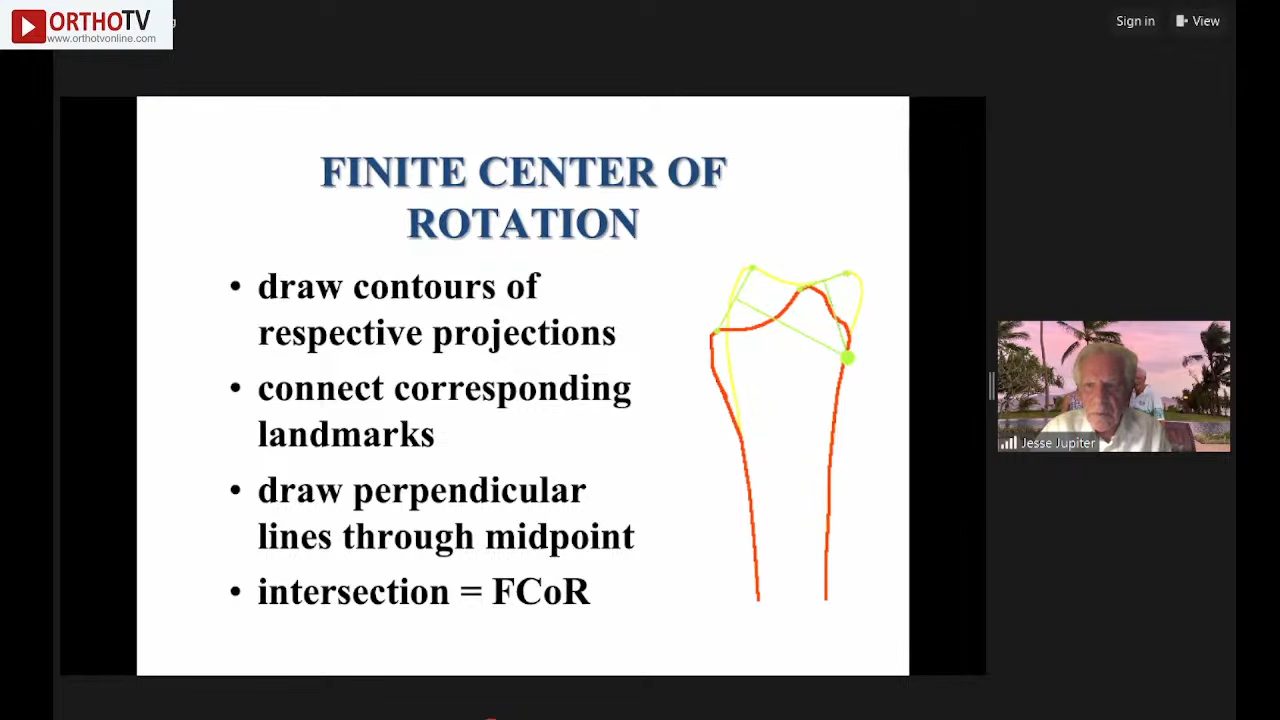 ORTHOTV
www.orthotvonline.com
Sign in
View
FINITE CENTER OF
ROTATION
• draw contours of
respective projections
• connect corresponding
landmarks
• draw perpendicular
lines through midpoint
• intersection = FCoR
Jesse Jupiter